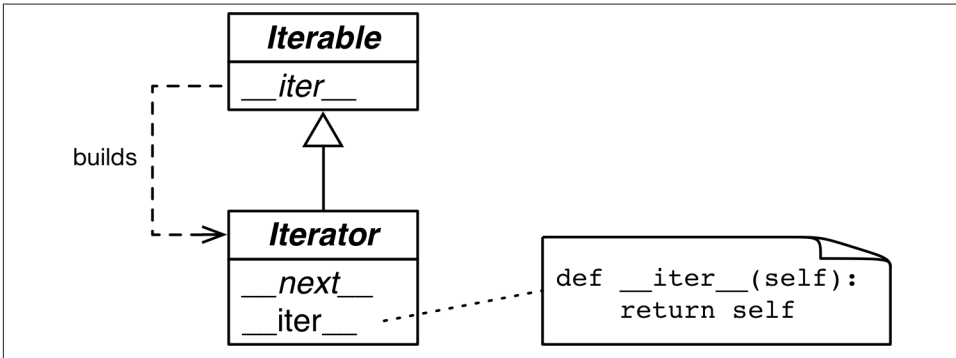 Iterable
__iter__
builds
Iterator
__next__
__iter__
def __iter__(self):
    return self